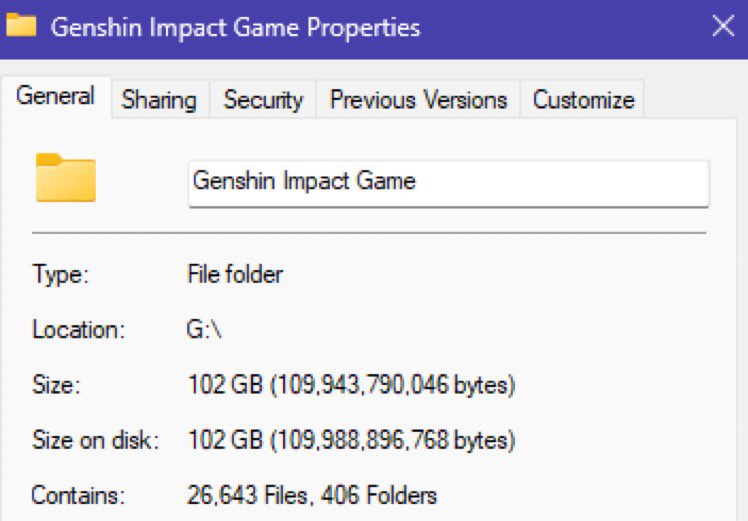 Genshin Impact Game Properties
General Sharing Security Previous Versions Customize
Genshin Impact Game
Type: File folder
Location: G:\
Size: 102 GB (109,943,790,046 bytes)
Size on disk: 102 GB (109,988,896,768 bytes)
Contains: 26,643 Files, 406 Folders